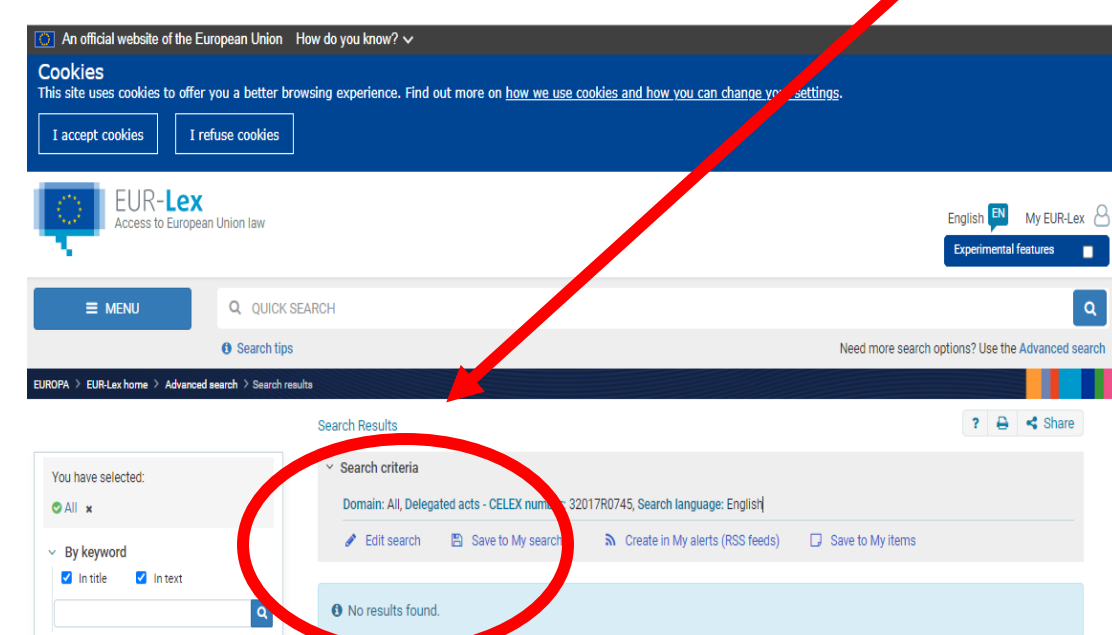 An official website of the European Union How do you know?
Cookies
This site uses cookies to offer you a better browsing experience. Find out more on how we use cookies and how you can change your settings.
I accept cookies I refuse cookies
EUR-Lex
Access to European Union law
English EN My EUR-Lex
Experimental features
MENU QUICK SEARCH
Search tips Need more search options? Use the Advanced search
EUROPA > EUR-Lex home > Advanced search > Search results
Search Results ? Share
You have selected: Search criteria
All x Domain: All, Delegated acts - CELEX number: 32017R0745, Search language: English
Edit search Save to My searches Create in My alerts (RSS feeds) Save to My items
By keyword
In title In text
No results found.